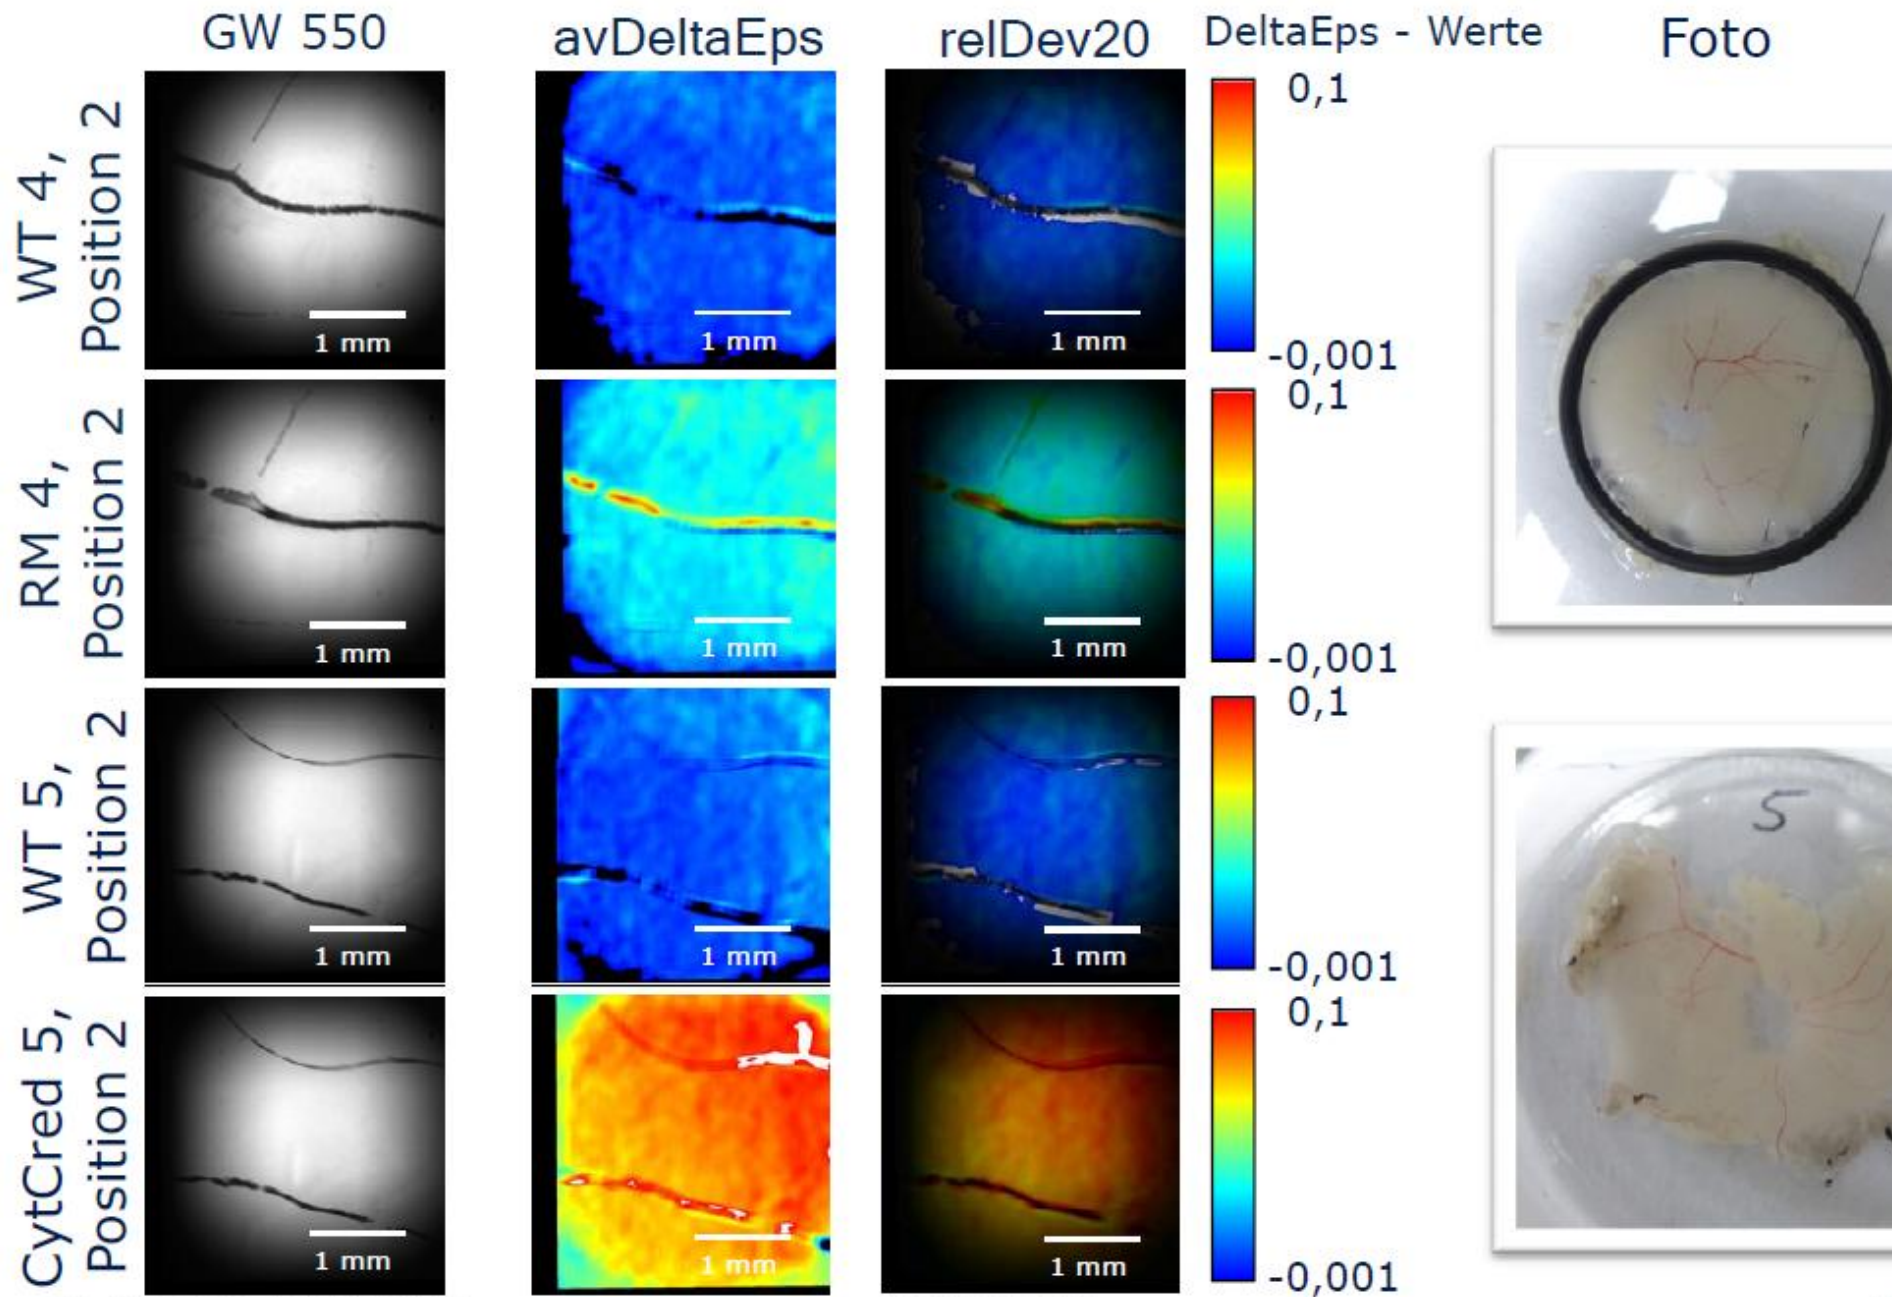 GW 550
avDeltaEps
relDev20
DeltaEps - Werte
Foto
WT 4,
Position 2
1 mm
1 mm
1 mm
0,1
-0,001
RM 4,
Position 2
1 mm
1 mm
1 mm
0,1
-0,001
WT 5,
Position 2
1 mm
1 mm
1 mm
0,1
-0,001
5
CytCred 5,
Position 2
1 mm
1 mm
1 mm
0,1
-0,001